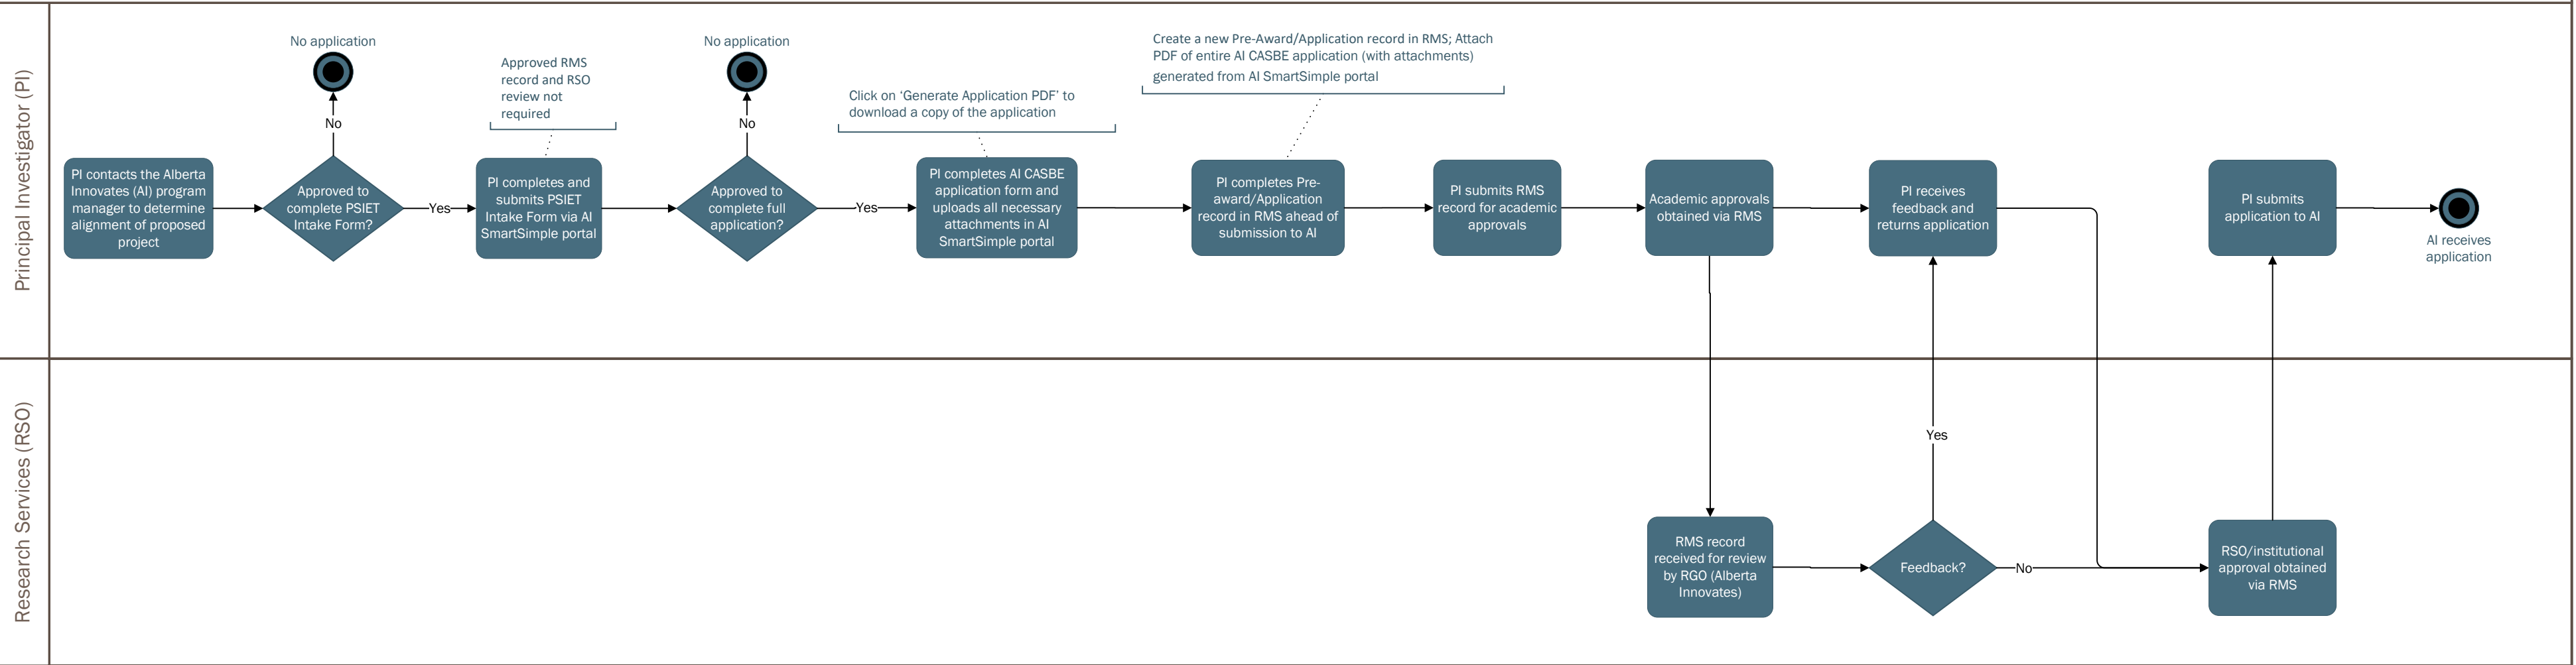 Principal Investigator (PI)
No application
No
PI contacts the Alberta
Innovates (AI) program
manager to determine
alignment of proposed
project
Approved to
complete PSIET
Intake Form?
Yes
Approved RMS
record and RSO
review not
required
PI completes and
submits PSIET
Intake Form via AI
SmartSimple portal
No application
No
Approved to
complete full
application?
Yes
Click on ‘Generate Application PDF’ to
download a copy of the application
PI completes AI CASBE
application form and
uploads all necessary
attachments in AI
SmartSimple portal
Create a new Pre-Award/Application record in RMS; Attach
PDF of entire AI CASBE application (with attachments)
generated from AI SmartSimple portal
PI completes Pre-
award/Application
record in RMS ahead of
submission to AI
PI submits RMS
record for academic
approvals
Academic approvals
obtained via RMS
PI receives
feedback and
returns application
PI submits
application to AI
AI receives
application
Research Services (RSO)
RMS record
received for review
by RGO (Alberta
Innovates)
Feedback?
Yes
No
RSO/institutional
approval obtained
via RMS